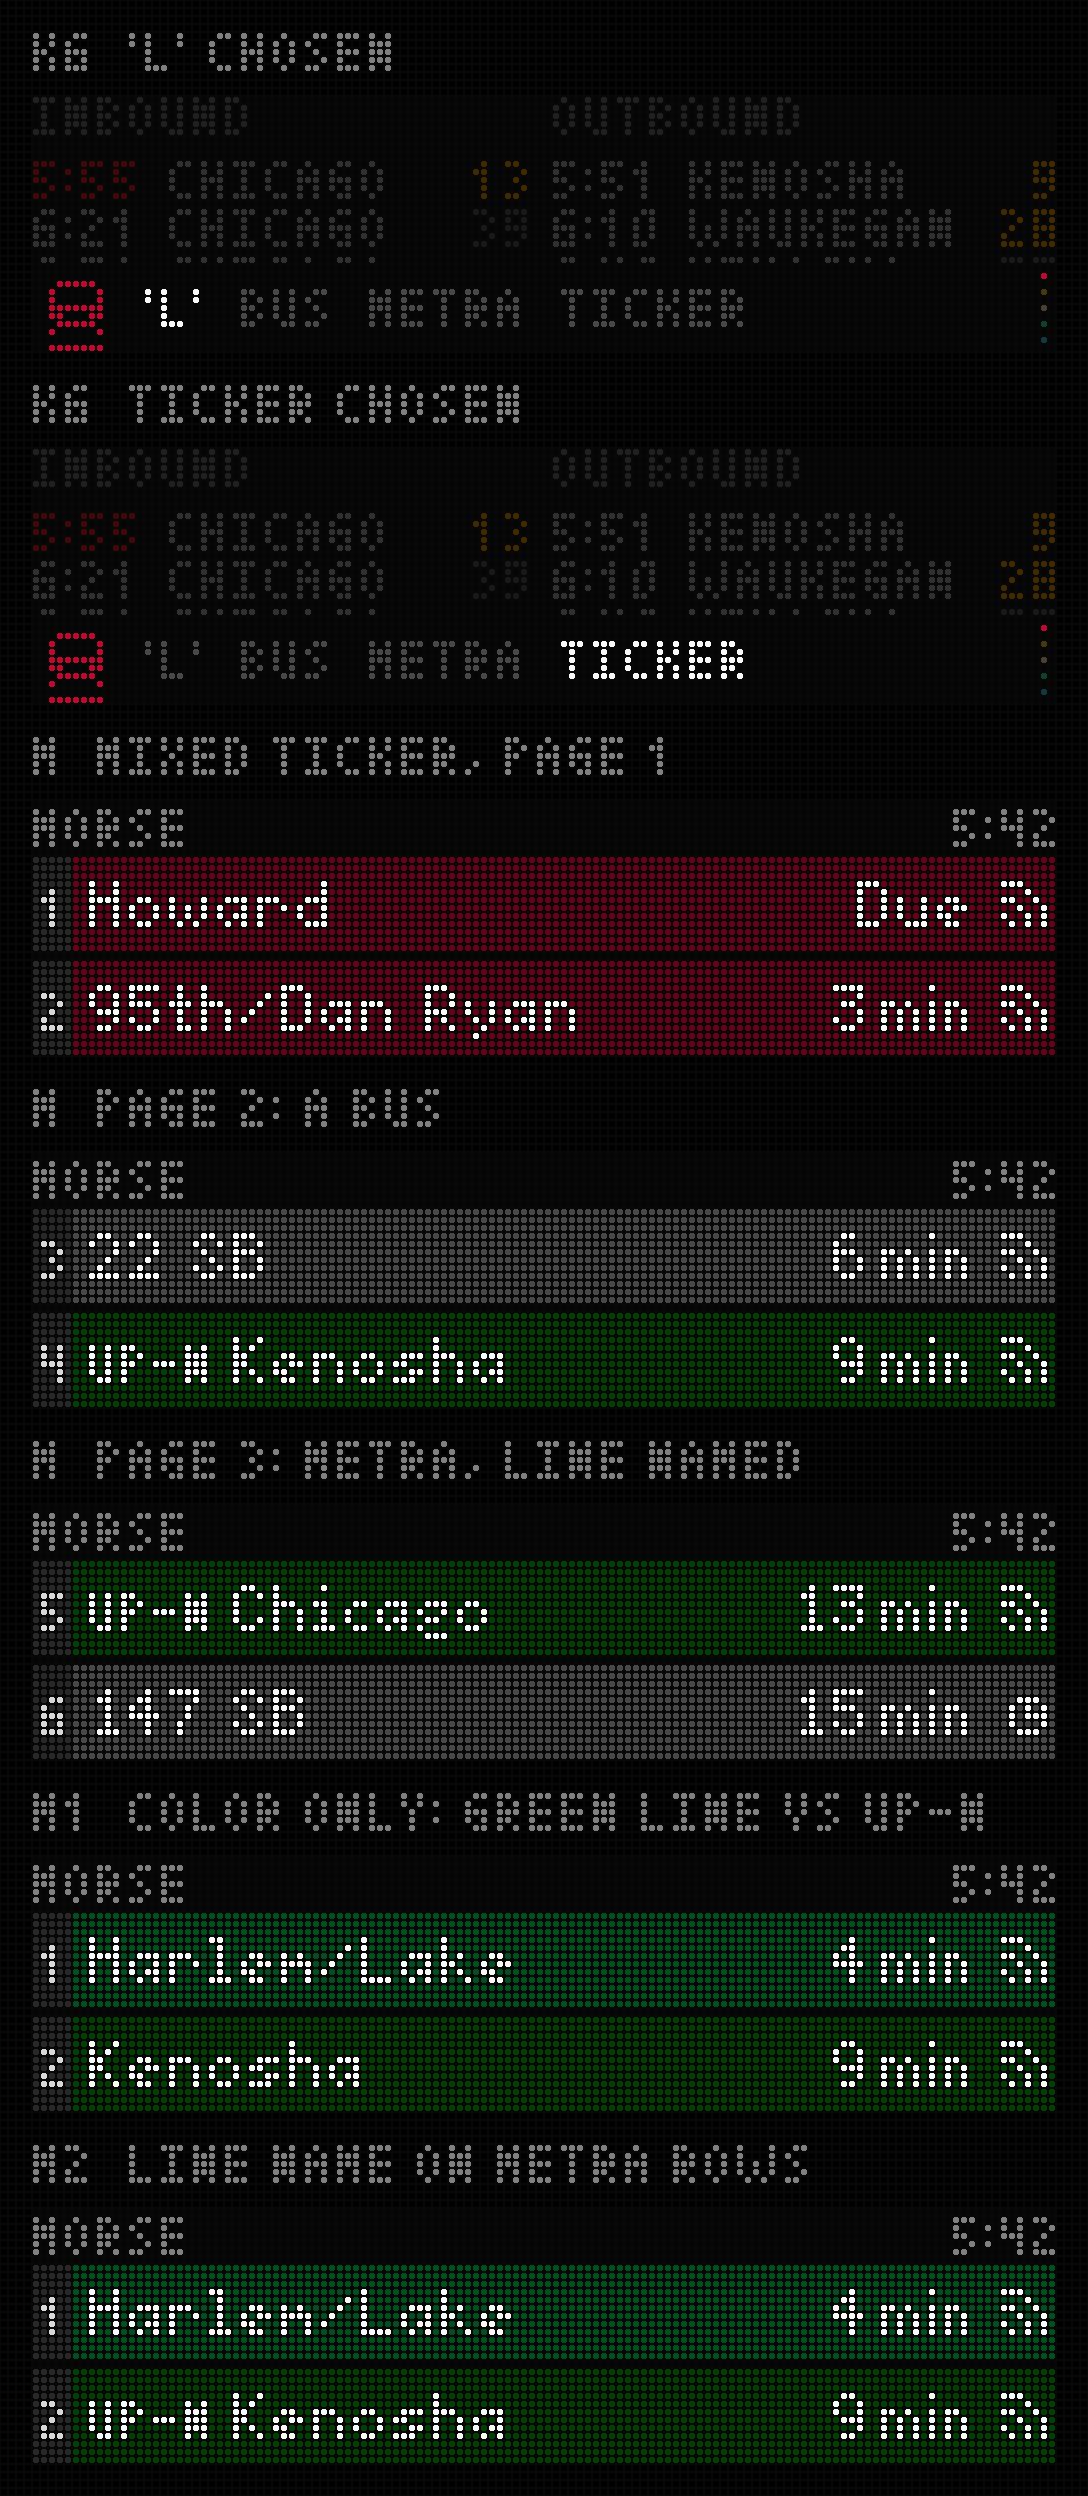 K6 'L' CHOSEN
INBOUND OUTBOUND
5:55 CHICAGO 13 5:51 KENOSHA 9
6:21 CHICAGO 39 6:10 WAUKEGAN 28
'L' BUS METRA TICKER
K6 TICKER CHOSEN
INBOUND OUTBOUND
5:55 CHICAGO 13 5:51 KENOSHA 9
6:21 CHICAGO 39 6:10 WAUKEGAN 28
'L' BUS METRA TICKER
M MIXED TICKER, PAGE 1
MORSE 5:42
1 Howard Due
2 95th/Dan Ryan 3 min
M PAGE 2: A BUS
MORSE 5:42
3 22 SB 5 min
4 UP-N Kenosha 9 min
M PAGE 3: METRA, LINE NAMED
MORSE 5:42
5 UP-N Chicago 13 min
6 147 SB 15 min
M1 COLOR ONLY: GREEN LINE VS UP-N
MORSE 5:42
1 Harlem/Lake 4 min
2 Kenosha 9 min
M2 LINE NAME ON METRA ROWS
MORSE 5:42
1 Harlem/Lake 4 min
2 UP-N Kenosha 9 min